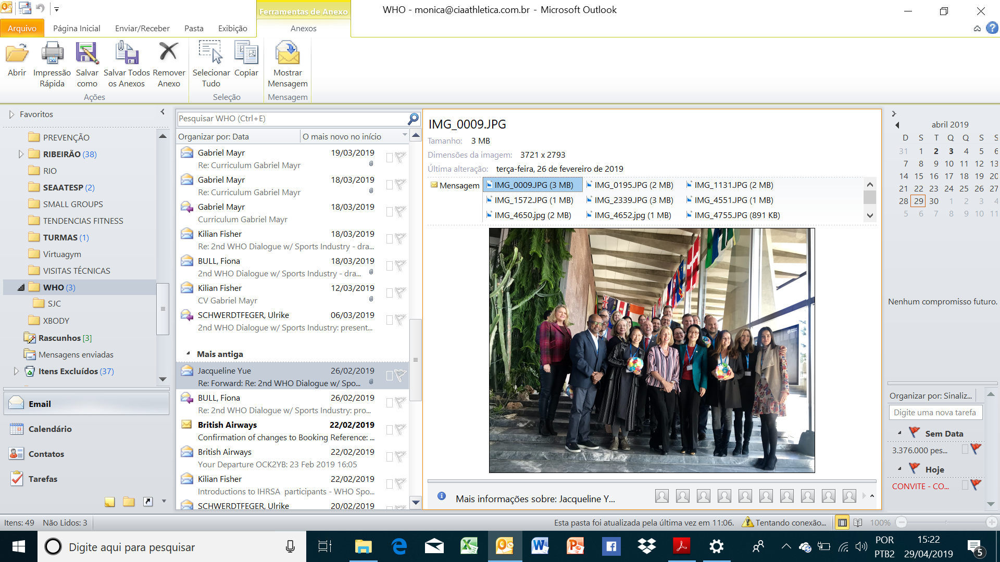 WHO - monica@ciaathletica.com.br - Microsoft Outlook
Ferramentas de Anexo
Arquivo
Página Inicial
Enviar/Receber
Pasta
Exibição
Anexos
Abrir
Impressão Rápida
Salvar como
Salvar Todos os Anexos
Remover Anexo
Selecionar Tudo
Copiar
Mostrar Mensagem
Ações
Seleção
Mensagem
Favoritos
PREVENÇÃO
RIBEIRÃO (38)
RIO
SEAATESP (2)
SMALL GROUPS
TENDENCIAS FITNESS
TURMAS (1)
Virtuagym
VISITAS TÉCNICAS
WHO (3)
SJC
XBODY
Rascunhos [3]
Mensagens enviadas
Itens Excluídos (37)
Email
Calendário
Contatos
Tarefas
Pesquisar WHO (Ctrl+E)
Organizar por: Data
O mais novo no início
Gabriel Mayr 19/03/2019
Re: Curriculum Gabriel Mayr
Gabriel Mayr 18/03/2019
Re: Curriculum Gabriel Mayr
Gabriel Mayr 18/03/2019
Curriculum Gabriel Mayr
Kilian Fisher 18/03/2019
Re: 2nd WHO Dialogue w/ Sports Industry - dra...
BULL, Fiona 18/03/2019
2nd WHO Dialogue w/ Sports Industry - dra...
Kilian Fisher 12/03/2019
CV Gabriel Mayr
SCHWERDTFEGER, Ulrike 06/03/2019
2nd WHO Dialogue w/ Sports Industry: present...
Mais antiga
Jacqueline Yue 26/02/2019
Re: Forward: Re: 2nd WHO Dialogue w/ Spo...
BULL, Fiona 26/02/2019
Re: 2nd WHO Dialogue w/ Sports Industry: pro...
British Airways 22/02/2019
Confirmation of changes to Booking Reference: ...
British Airways 22/02/2019
Your Departure OCK2YB: 23 Feb 2019 16:05
Kilian Fisher 22/02/2019
Introductions to IHRSA participants - WHO Spo...
SCHWERDTFEGER, Ulrike 20/02/2019
IMG_0009.JPG
Tamanho: 3 MB
Dimensões da imagem: 3721 x 2793
Última alteração: terça-feira, 26 de fevereiro de 2019
Mensagem
IMG_0009.JPG (3 MB) IMG_0195.JPG (2 MB) IMG_1131.JPG (2 MB)
IMG_1572.JPG (1 MB) IMG_2339.JPG (3 MB) IMG_4551.JPG (1 MB)
IMG_4650.jpg (2 MB) IMG_4652.jpg (1 MB) IMG_4755.JPG (891 KB)
Mais informações sobre: Jacqueline Y...
abril 2019
D S T Q Q S S
31 1 2 3 4 5 6
7 8 9 10 11 12 13
14 15 16 17 18 19 20
21 22 23 24 25 26 27
28 29 30 1 2 3 4
5 6 7 8 9 10 11
Nenhum compromisso futuro.
Organizar por: Sinaliz...
Digite uma nova tarefa
Sem Data
3.376.000 pes...
Hoje
CONVITE - CO...
Itens: 49 Não Lidos: 3
Esta pasta foi atualizada pela última vez em 11:06.
Tentando conexão...
100%
Digite aqui para pesquisar
POR
PTB2
15:22
29/04/2019
5